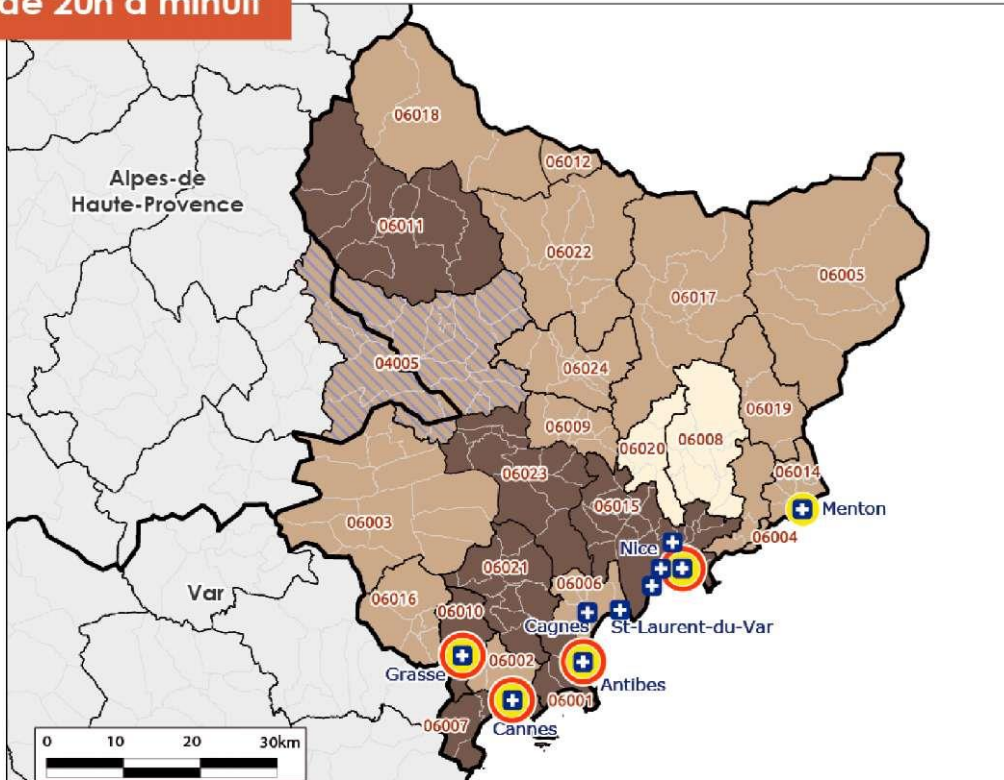 de 20h à minuit
06018
06012
Alpes-de
Haute-Provence
06011
06022
06005
06017
04005
06024
06019
06009
06020
06008
06023
06014
06015
Menton
06003
06004
Nice
06021
Var
06006
06016
06010
Cagnes
St-Laurent-du-Var
06002
Grasse
Antibes
06001
06007
Cannes
0 10 20 30km